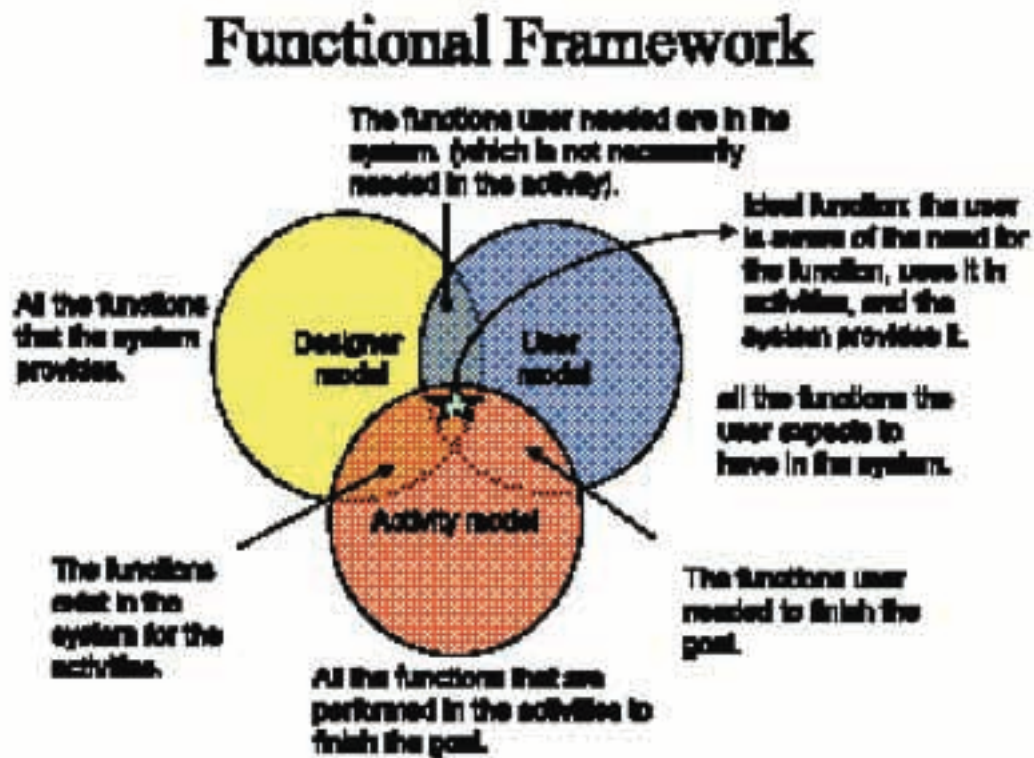 Functional Framework
The functions user needed are in the
system. (which is not necessarily
needed in the activity).
Ideal function: the user
is aware of the need for
the function, uses it in
activities, and the
system provides it.
All the functions
that the system
provides.
Designer
model
User
model
all the functions the
user expects to
have in the system.
Activity model
The functions
exist in the
system for the
activities.
The functions user
needed to finish the
goal.
All the functions that are
performed in the activities to
finish the goal.